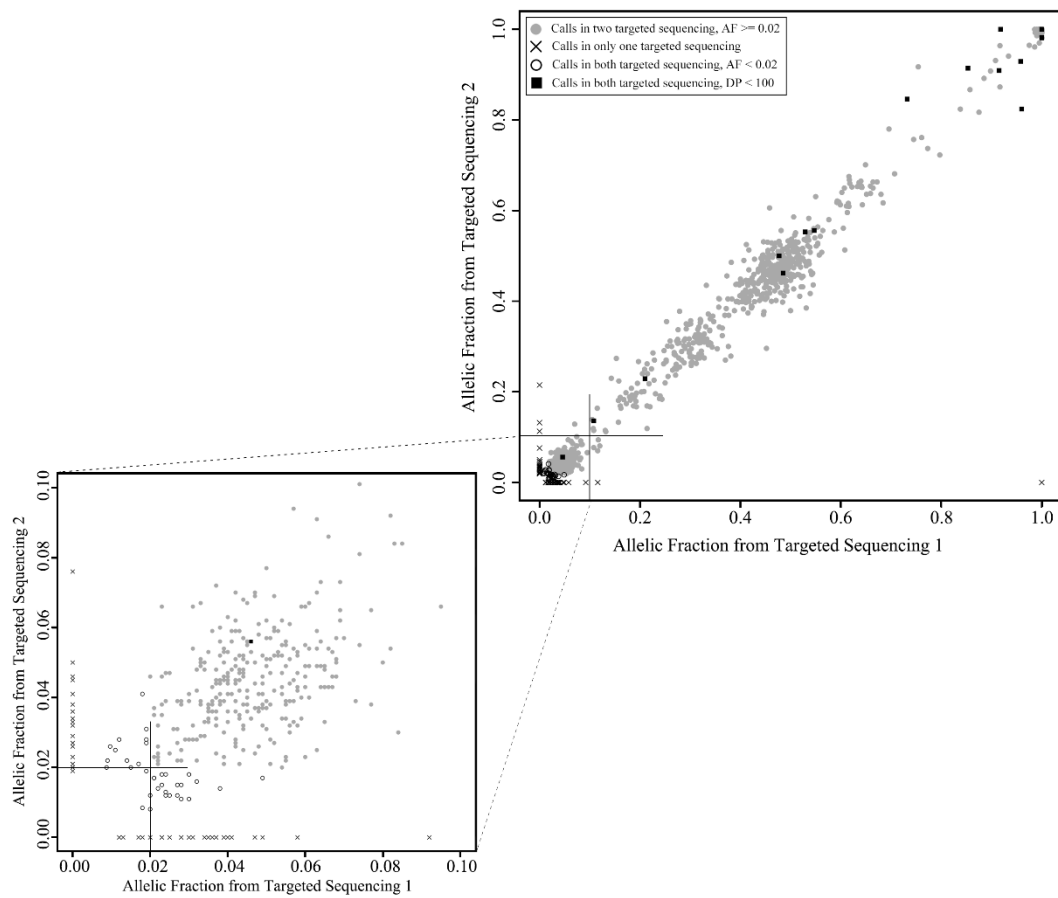 Calls in two targeted sequencing, AF >= 0.02
Calls in only one targeted sequencing
Calls in both targeted sequencing, AF < 0.02
Calls in both targeted sequencing, DP < 100
Allelic Fraction from Targeted Sequencing 2
1.0
0.8
0.6
0.4
0.2
0.0
0.0 0.2 0.4 0.6 0.8 1.0
Allelic Fraction from Targeted Sequencing 1
Allelic Fraction from Targeted Sequencing 2
0.10
0.08
0.06
0.04
0.02
0.00
0.00 0.02 0.04 0.06 0.08 0.10
Allelic Fraction from Targeted Sequencing 1